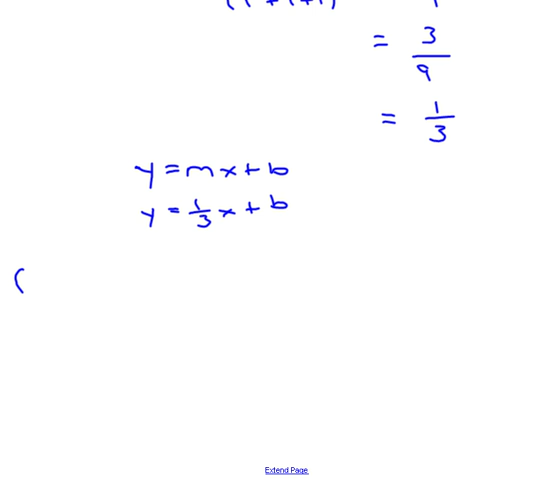 = 3/9
= 1/3
y = mx + b
y = 1/3 x + b
(
Extend Page